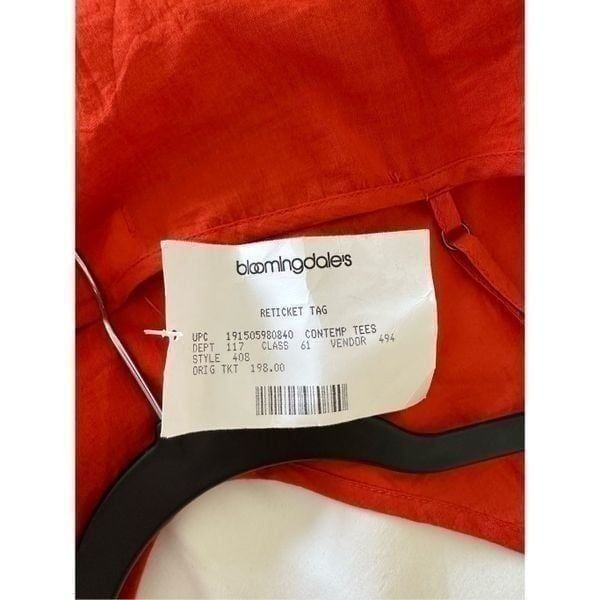 bloomingdale's
RETICKET TAG
UPC 191505980840 CONTEMP TEES
DEPT 117 CLASS 61 VENDOR 494
STYLE 408
ORIG TKT 198.00